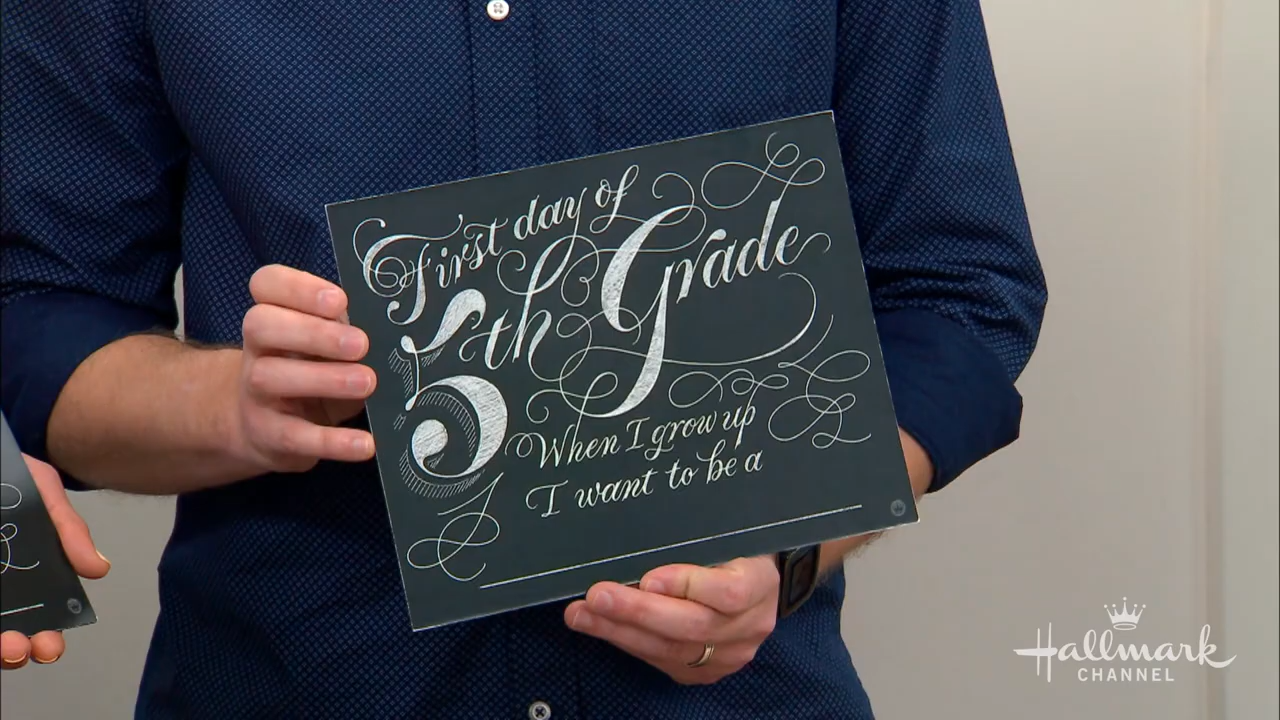 First day of
5th Grade
When I grow up
I want to be a
Hallmark
CHANNEL